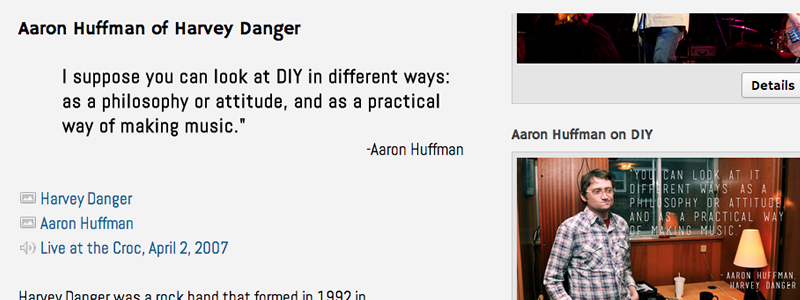 Aaron Huffman of Harvey Danger
I suppose you can look at DIY in different ways:
as a philosophy or attitude, and as a practical
way of making music."
-Aaron Huffman
Harvey Danger
Aaron Huffman
Live at the Croc, April 2, 2007
Harvey Danger was a rock band that formed in 1992 in
Details
Aaron Huffman on DIY
"YOU CAN LOOK AT IT
DIFFERENT WAYS: AS A
PHILOSOPHY OR ATTITUDE,
AND AS A PRACTICAL WAY
OF MAKING MUSIC."
- AARON HUFFMAN,
HARVEY DANGER